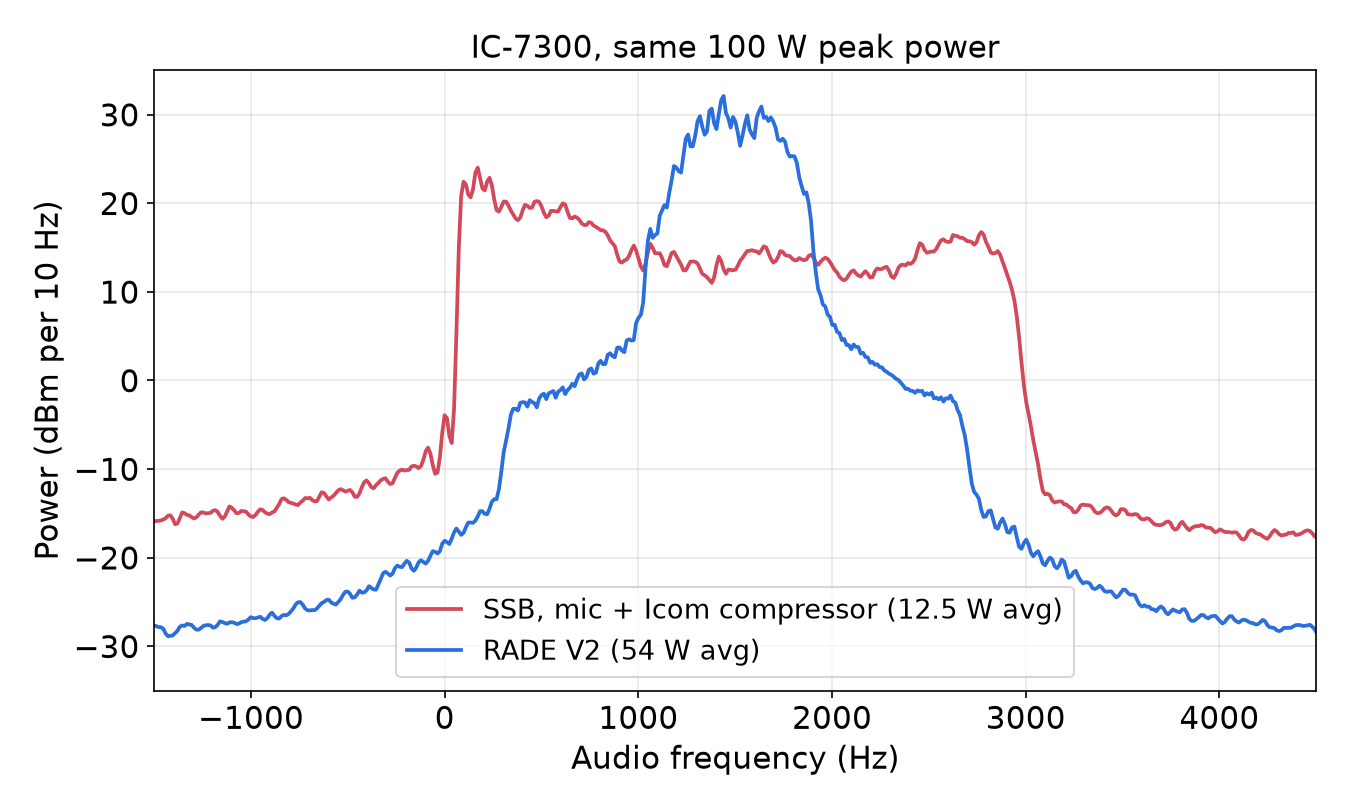 IC-7300, same 100 W peak power
Power (dBm per 10 Hz)
30
20
10
0
−10
−20
−30
SSB, mic + Icom compressor (12.5 W avg)
RADE V2 (54 W avg)
−1000
0
1000
2000
3000
4000
Audio frequency (Hz)